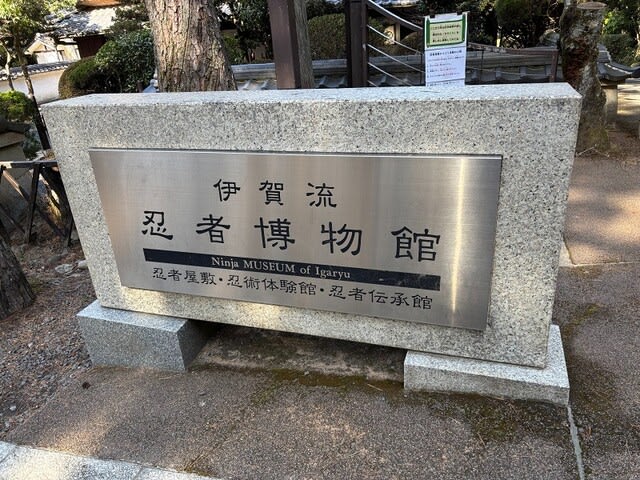 伊賀流
忍者博物館
Ninja MUSEUM of Igaryu
忍者屋敷・忍術体験館・忍者伝承館